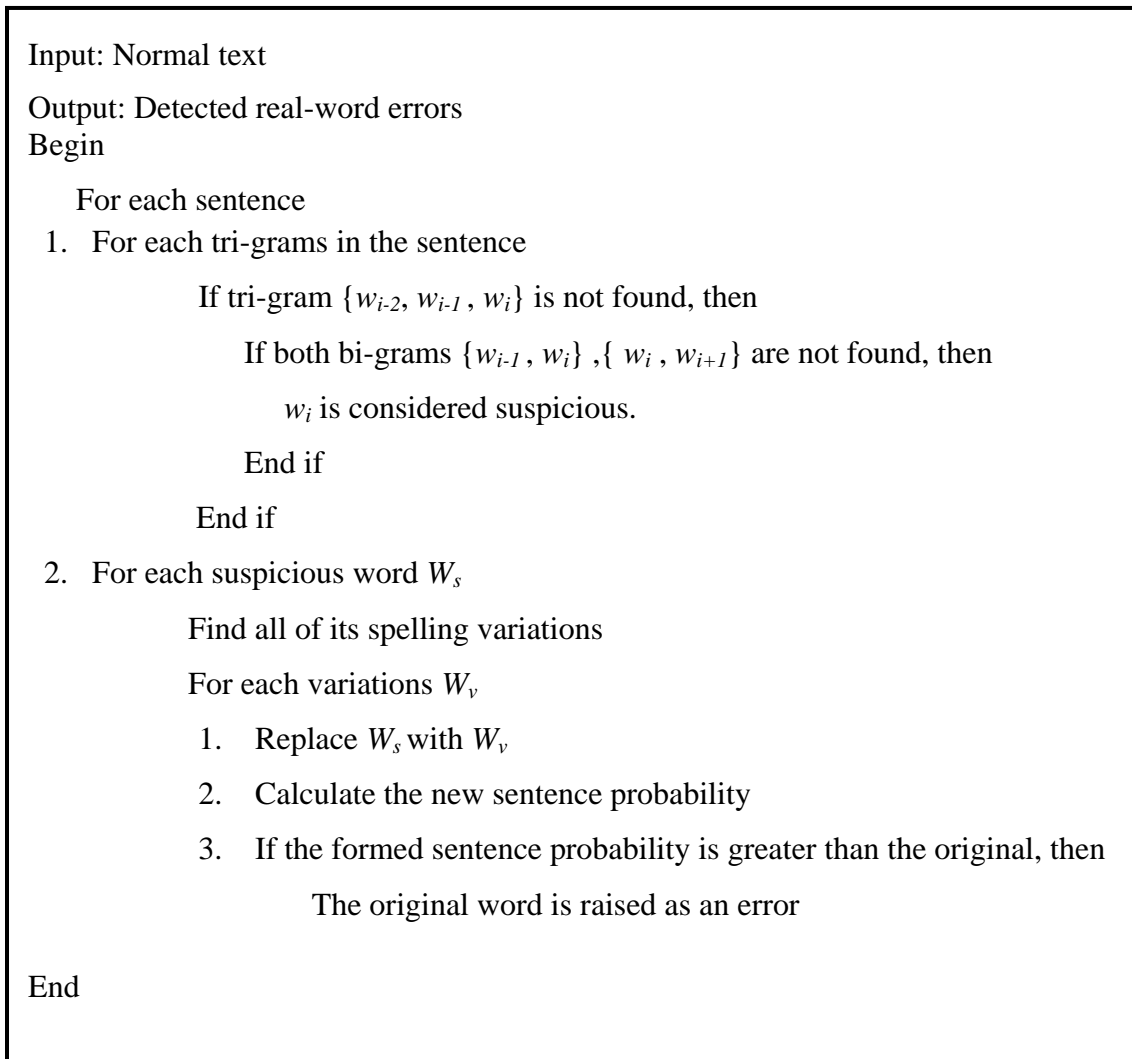 Input: Normal text
Output: Detected real-word errors
Begin
For each sentence
1. For each tri-grams in the sentence
If tri-gram {wi-2, wi-1 , wi} is not found, then
If both bi-grams {wi-1 , wi} ,{ wi , wi+1} are not found, then
wi is considered suspicious.
End if
End if
2. For each suspicious word Ws
Find all of its spelling variations
For each variations Wv
1. Replace Ws with Wv
2. Calculate the new sentence probability
3. If the formed sentence probability is greater than the original, then
The original word is raised as an error
End